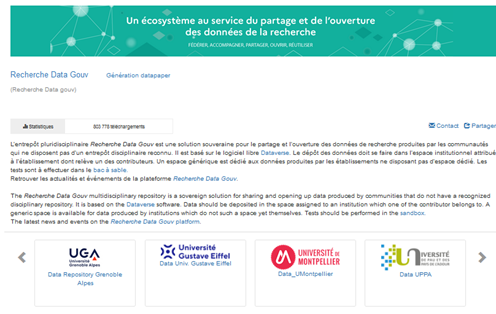 Un écosystème au service du partage et de l'ouverture
des données de la recherche
FÉDÉRER, ACCOMPAGNER, PARTAGER, OUVRIR, RÉUTILISER
Recherche Data Gouv
Génération datapaper
(Recherche Data gouv)
Statistiques
803 778 téléchargements
Contact
Partager
L'entrepôt pluridisciplinaire Recherche Data Gouv est une solution souveraine pour le partage et l'ouverture des données de recherche produites par les communautés
qui ne disposent pas d'un entrepôt disciplinaire reconnu. Il est basé sur le logiciel libre Dataverse. Le dépôt des données doit se faire dans l'espace institutionnel attribué
à l'établissement dont relève un des contributeurs. Un espace générique est dédié aux données produites par les établissements ne disposant pas d'espace dédié. Les
tests sont à effectuer dans le bac à sable.
Retrouver les actualités et événements de la plateforme Recherche Data Gouv.
The Recherche Data Gouv multidisciplinary repository is a sovereign solution for sharing and opening up data produced by communities that do not have a recognized
disciplinary repository. It is based on the Dataverse software. Data should be deposited in the space assigned to an institution which one of the contributor belongs to. A
generic space is available for data produced by institutions which do not such a space yet themselves. Tests should be performed in the sandbox.
The latest news and events on the Recherche Data Gouv platform.
UGA
Université
Grenoble Alpes
Data Repository Grenoble
Alpes
Université
Gustave Eiffel
Data Univ. Gustave Eiffel
UNIVERSITÉ DE
MONTPELLIER
Data_UMontpellier
UNIVERSITÉ
DE PAU ET DES
PAYS DE L'ADOUR
Data UPPA